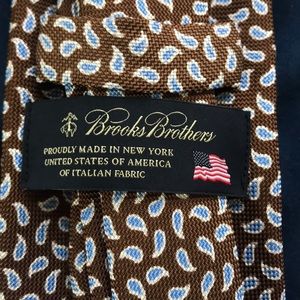 Brooks Brothers
PROUDLY MADE IN NEW YORK
UNITED STATES OF AMERICA
OF ITALIAN FABRIC